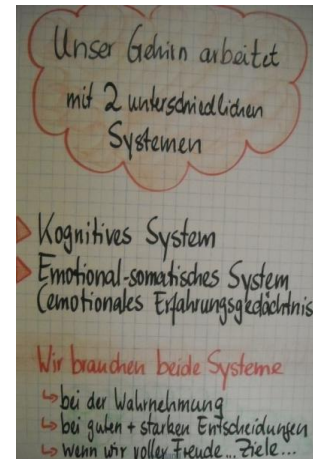 Unser Gehirn arbeitet
mit 2 unterschiedlichen
Systemen
Kognitives System
Emotional-somatisches System
(emotionales Erfahrungsgedächtnis
Wir brauchen beide Systeme
↳ bei der Wahrnehmung
↳ bei guten + starken Entscheidungen
↳ wenn wir voller Freude... Ziele...